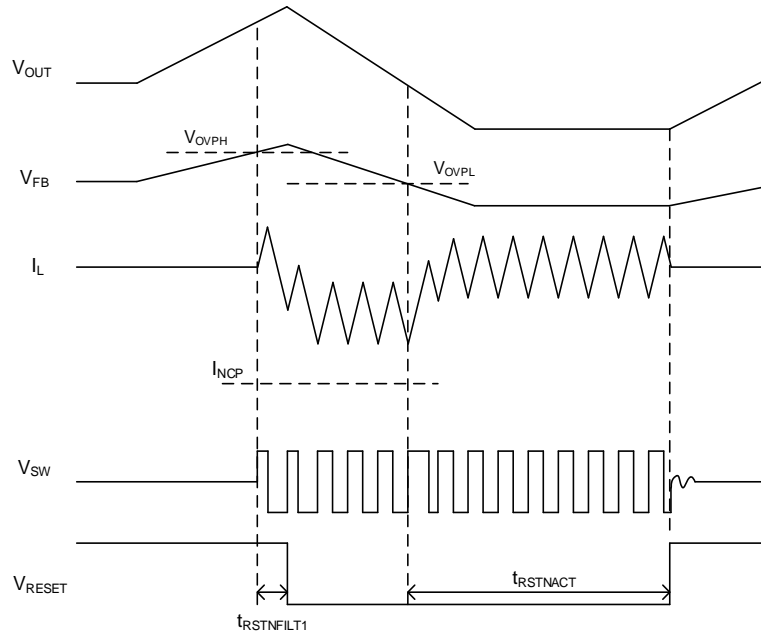 VOUT
VOVPH
VOVPL
VFB
IL
INCP
VSW
tRSTNACT
VRESET
tRSTNFILT1